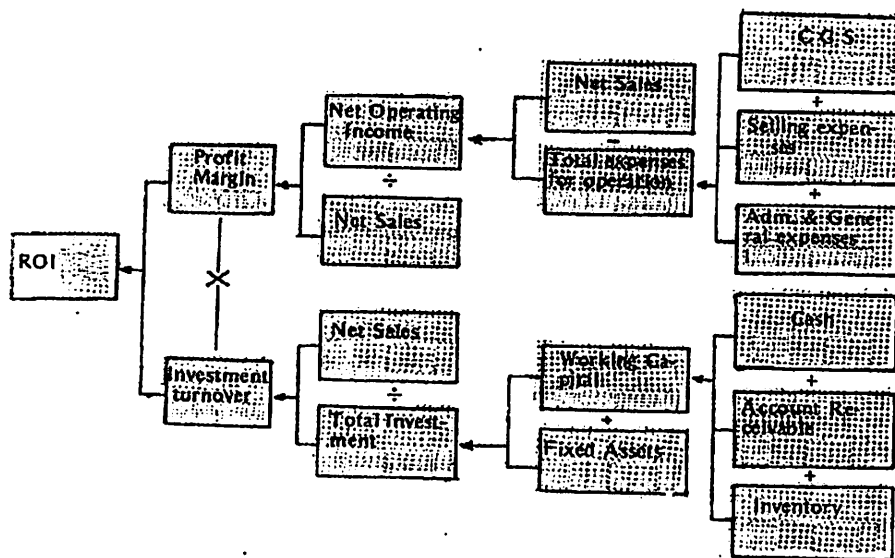 C G S
+
Selling expen-
ses
+
Adm. & Gene-
ral expenses
Net Sales
-
Total expenses
for operation
Net Operating
Income
÷
Net Sales
Profit
Margin
ROI
×
Investment
turnover
Net Sales
÷
Total Invest-
ment
Working Ca-
pital
+
Fixed Assets
Cash
+
Account Re-
ceivable
+
Inventory